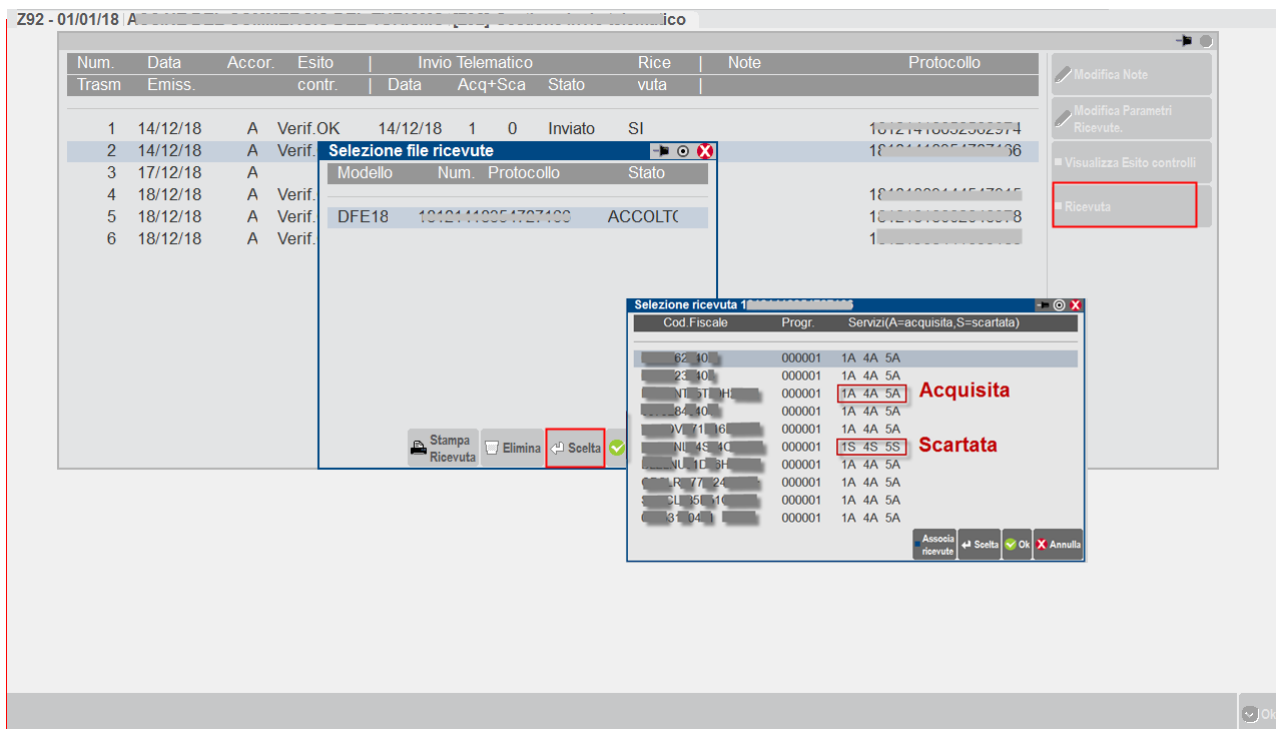 Z92 - 01/01/18
Num. Data Accor. Esito | Invio Telematico Rice | Note Protocollo
Trasm Emiss. contr. | Data Acq+Sca Stato vuta |
1 14/12/18 A Verif.OK 14/12/18 1 0 Inviato SI
2 14/12/18 A Verif.
3 17/12/18 A
4 18/12/18 A Verif.
5 18/12/18 A Verif.
6 18/12/18 A Verif.
Modifica Note
Modifica Parametri
Ricevute.
Visualizza Esito controlli
Ricevuta
Selezione file ricevute
Modello Num. Protocollo Stato
DFE18 ACCOLT(
Stampa
Ricevuta
Elimina
Scelta
Selezione ricevuta
Cod.Fiscale Progr. Servizi(A=acquisita,S=scartata)
000001 1A 4A 5A
000001 1A 4A 5A
000001 1A 4A 5A Acquisita
000001 1A 4A 5A
000001 1A 4A 5A
000001 1S 4S 5S Scartata
000001 1A 4A 5A
000001 1A 4A 5A
000001 1A 4A 5A
000001 1A 4A 5A
Associa
ricevute
Scelta
Ok
Annulla
Ok